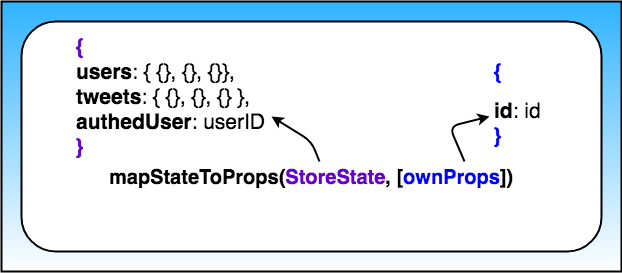 {
users: { {}, {}, {}},
tweets: { {}, {}, {} },
authedUser: userID
}
{
id: id
}
mapStateToProps(StoreState, [ownProps])